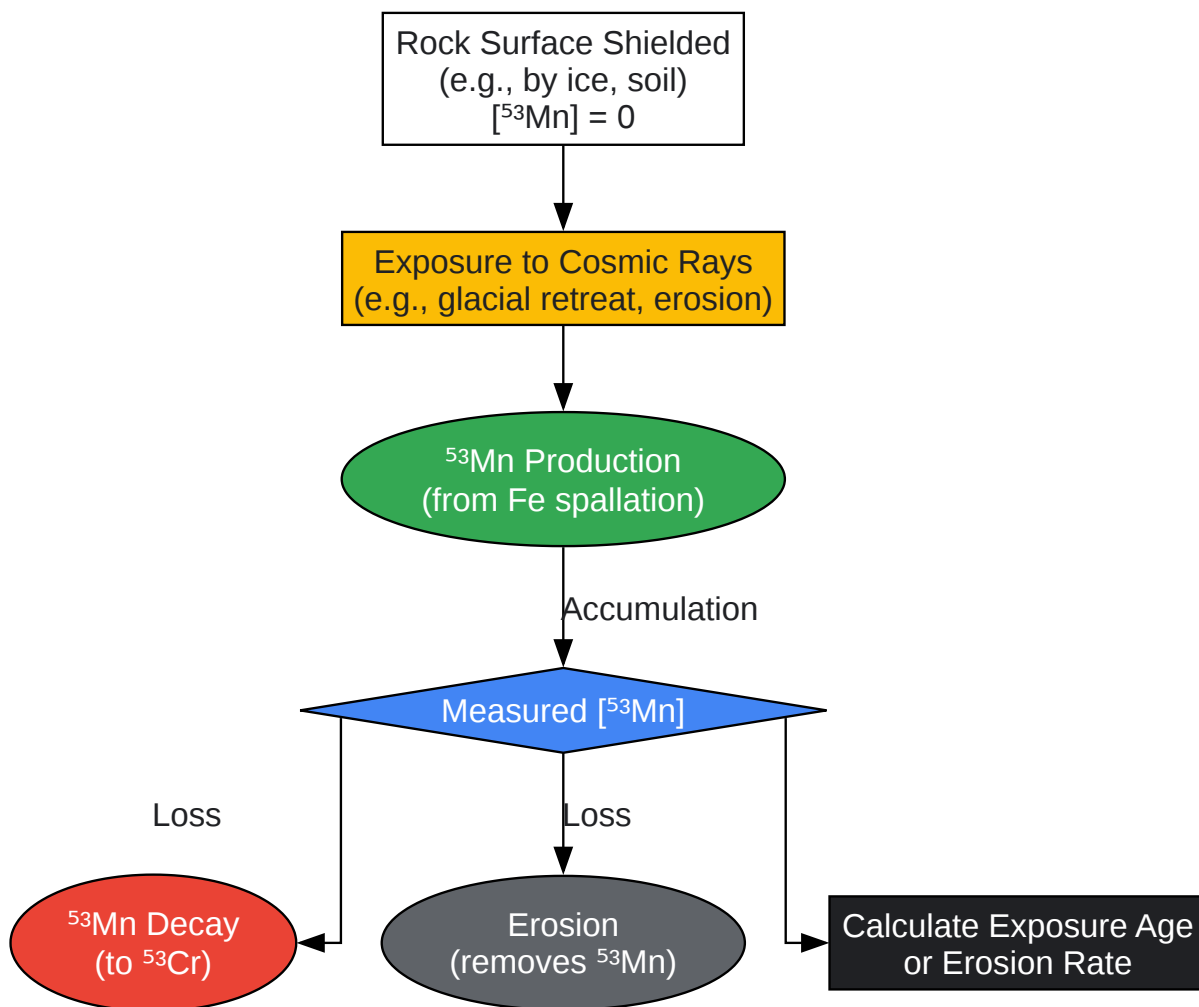 Rock Surface Shielded
(e.g., by ice, soil)
[⁵³Mn] = 0
Exposure to Cosmic Rays
(e.g., glacial retreat, erosion)
⁵³Mn Production
(from Fe spallation)
Accumulation
Measured [⁵³Mn]
Loss
Loss
⁵³Mn Decay
(to ⁵³Cr)
Erosion
(removes ⁵³Mn)
Calculate Exposure Age
or Erosion Rate